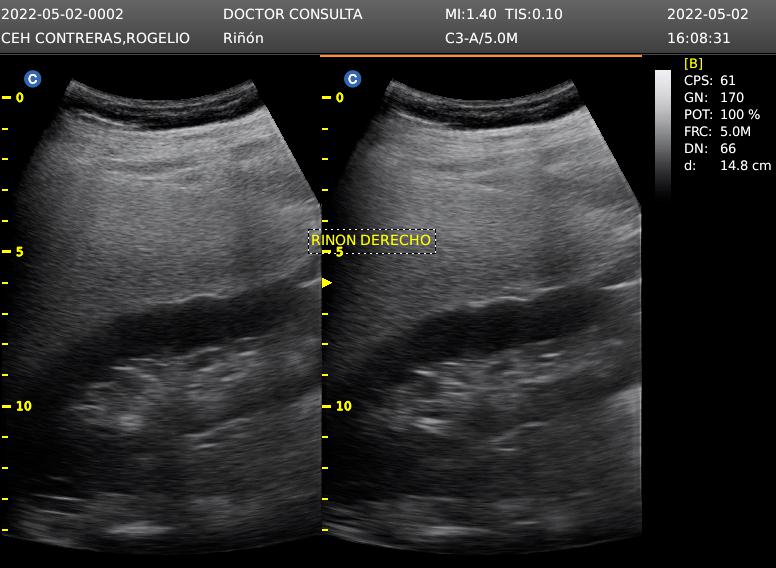 2022-05-02-0002 DOCTOR CONSULTA MI:1.40 TIS:0.10 2022-05-02
CEH CONTRERAS,ROGELIO Riñón C3-A/5.0M 16:08:31
C C
[B]
CPS: 61
GN: 170
POT: 100 %
FRC: 5.0M
DN: 66
d: 14.8 cm
0 0
RINON DERECHO
5 5
10 10